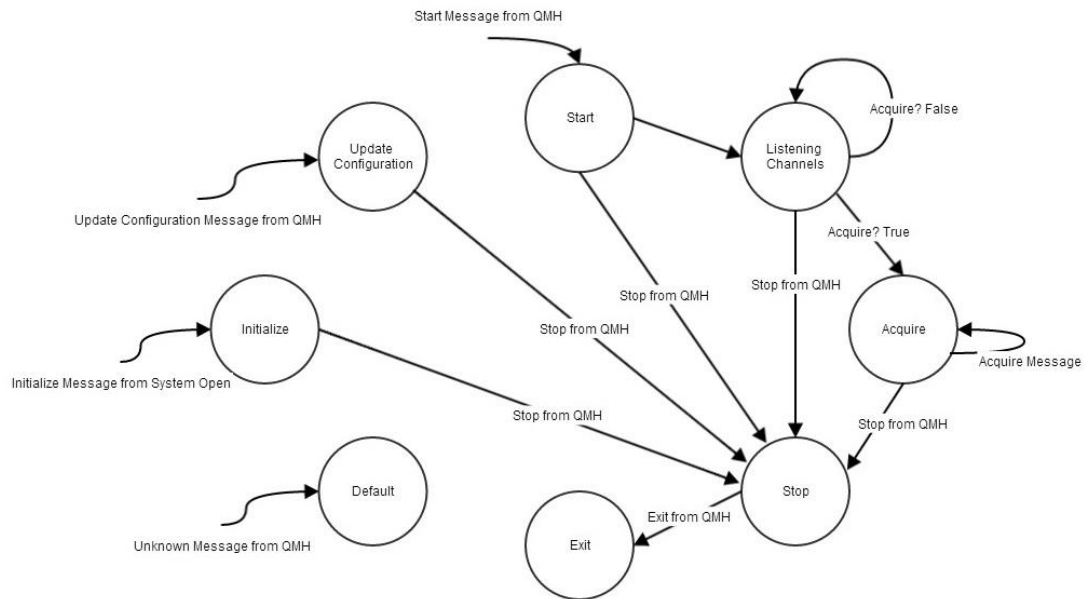 Start Message from QMH
Start
Acquire? False
Update
Configuration
Listening
Channels
Update Configuration Message from QMH
Acquire? True
Stop from QMH
Stop from QMH
Initialize
Stop from QMH
Acquire
Acquire Message
Initialize Message from System Open
Stop from QMH
Stop from QMH
Default
Stop
Exit from QMH
Unknown Message from QMH
Exit